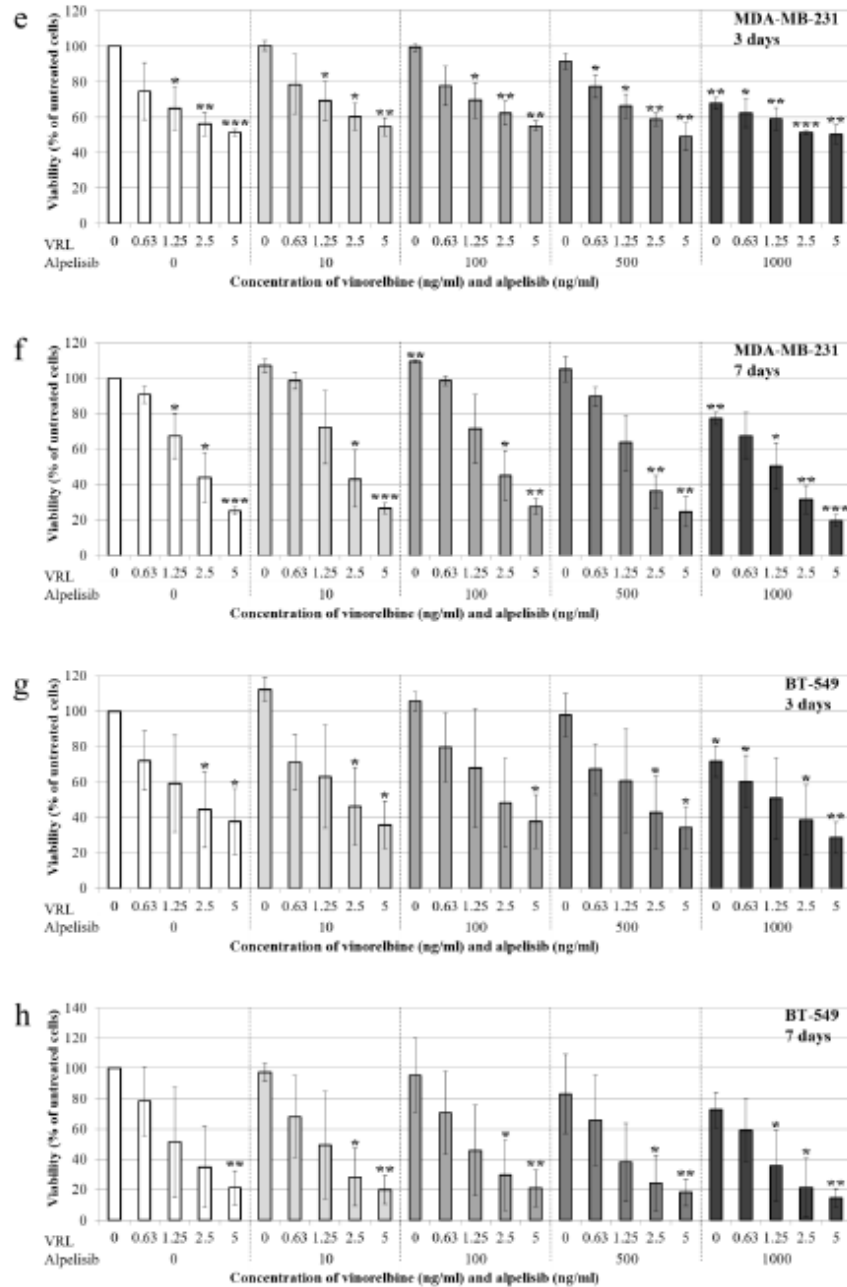 e
MDA-MB-231
3 days
Viability (% of untreated cells)
120
100
80
60
40
20
0
* ** *** * * ** * ** ** * * ** ** ** * ** *** **
VRL 0 0.63 1.25 2.5 5 0 0.63 1.25 2.5 5 0 0.63 1.25 2.5 5 0 0.63 1.25 2.5 5 0 0.63 1.25 2.5 5
Alpelisib 0 10 100 500 1000
Concentration of vinorelbine (ng/ml) and alpelisib (ng/ml)
f
MDA-MB-231
7 days
Viability (% of untreated cells)
120
100
80
60
40
20
0
* * *** * *** ** * ** ** ** ** * ** ***
VRL 0 0.63 1.25 2.5 5 0 0.63 1.25 2.5 5 0 0.63 1.25 2.5 5 0 0.63 1.25 2.5 5 0 0.63 1.25 2.5 5
Alpelisib 0 10 100 500 1000
Concentration of vinorelbine (ng/ml) and alpelisib (ng/ml)
g
BT-549
3 days
Viability (% of untreated cells)
120
100
80
60
40
20
0
* * * * * * * * * * **
VRL 0 0.63 1.25 2.5 5 0 0.63 1.25 2.5 5 0 0.63 1.25 2.5 5 0 0.63 1.25 2.5 5 0 0.63 1.25 2.5 5
Alpelisib 0 10 100 500 1000
Concentration of vinorelbine (ng/ml) and alpelisib (ng/ml)
h
BT-549
7 days
Viability (% of untreated cells)
140
120
100
80
60
40
20
0
** * ** * ** * ** * * **
VRL 0 0.63 1.25 2.5 5 0 0.63 1.25 2.5 5 0 0.63 1.25 2.5 5 0 0.63 1.25 2.5 5 0 0.63 1.25 2.5 5
Alpelisib 0 10 100 500 1000
Concentration of vinorelbine (ng/ml) and alpelisib (ng/ml)